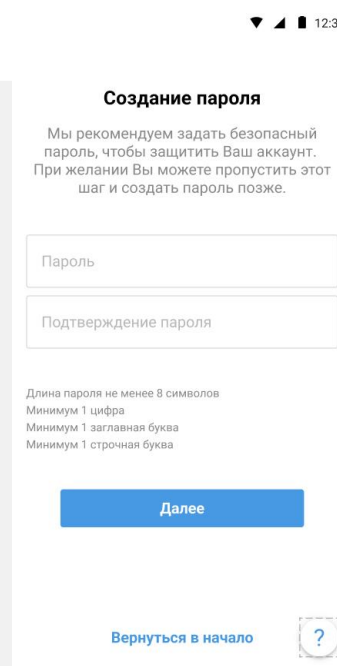 12:3
Создание пароля
Мы рекомендуем задать безопасный
пароль, чтобы защитить Ваш аккаунт.
При желании Вы можете пропустить этот
шаг и создать пароль позже.
Пароль
Подтверждение пароля
Длина пароля не менее 8 символов
Минимум 1 цифра
Минимум 1 заглавная буква
Минимум 1 строчная буква
Далее
Вернуться в начало
?